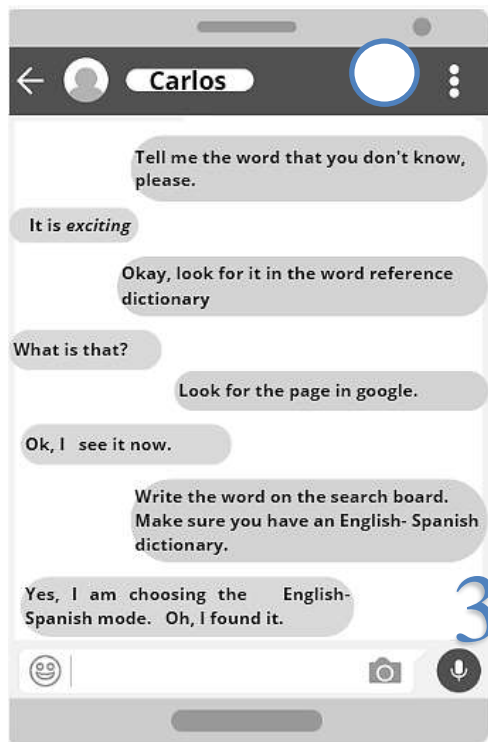 Carlos
Tell me the word that you don't know,
please.
It is exciting
Okay, look for it in the word reference
dictionary
What is that?
Look for the page in google.
Ok, I see it now.
Write the word on the search board.
Make sure you have an English- Spanish
dictionary.
Yes, I am choosing the English-
Spanish mode. Oh, I found it.
3